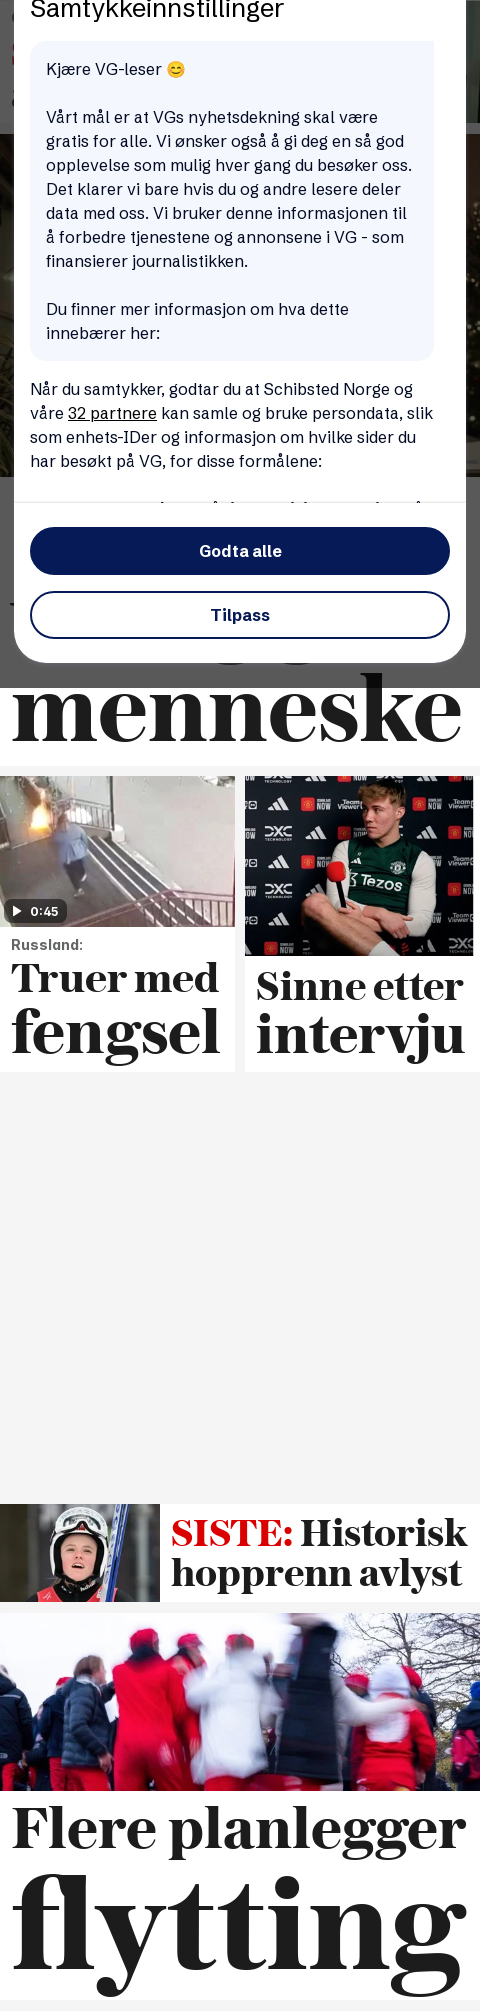 Samtykkeinnstillinger
Kjære VG-leser 😊
Vårt mål er at VGs nyhetsdekning skal være
gratis for alle. Vi ønsker også å gi deg en så god
opplevelse som mulig hver gang du besøker oss.
Det klarer vi bare hvis du og andre lesere deler
data med oss. Vi bruker denne informasjonen til
å forbedre tjenestene og annonsene i VG - som
finansierer journalistikken.
Du finner mer informasjon om hva dette
innebærer her:
Når du samtykker, godtar du at Schibsted Norge og
våre 32 partnere kan samle og bruke persondata, slik
som enhets-IDer og informasjon om hvilke sider du
har besøkt på VG, for disse formålene:
Godta alle
Tilpass
menneske
0:45
Russland:
Truer med
fengsel
Team Viewer
DXC
TECHNOLOGY
Tezos
Sinne etter
intervju
SISTE: Historisk
hopprenn avlyst
Flere planlegger
flytting